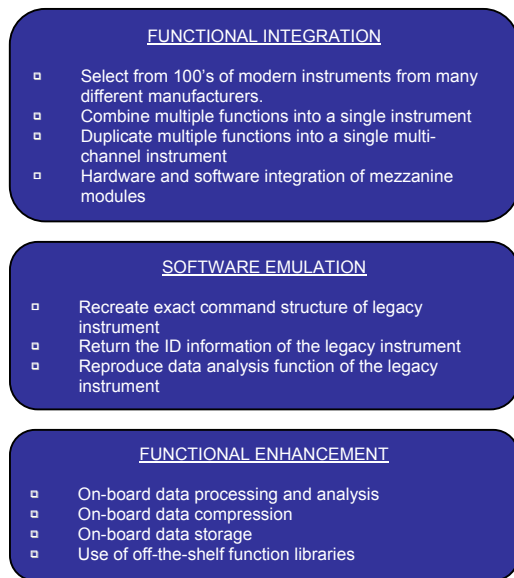 FUNCTIONAL INTEGRATION
Select from 100's of modern instruments from many
different manufacturers.
Combine multiple functions into a single instrument
Duplicate multiple functions into a single multi-
channel instrument
Hardware and software integration of mezzanine
modules
SOFTWARE EMULATION
Recreate exact command structure of legacy
instrument
Return the ID information of the legacy instrument
Reproduce data analysis function of the legacy
instrument
FUNCTIONAL ENHANCEMENT
On-board data processing and analysis
On-board data compression
On-board data storage
Use of off-the-shelf function libraries